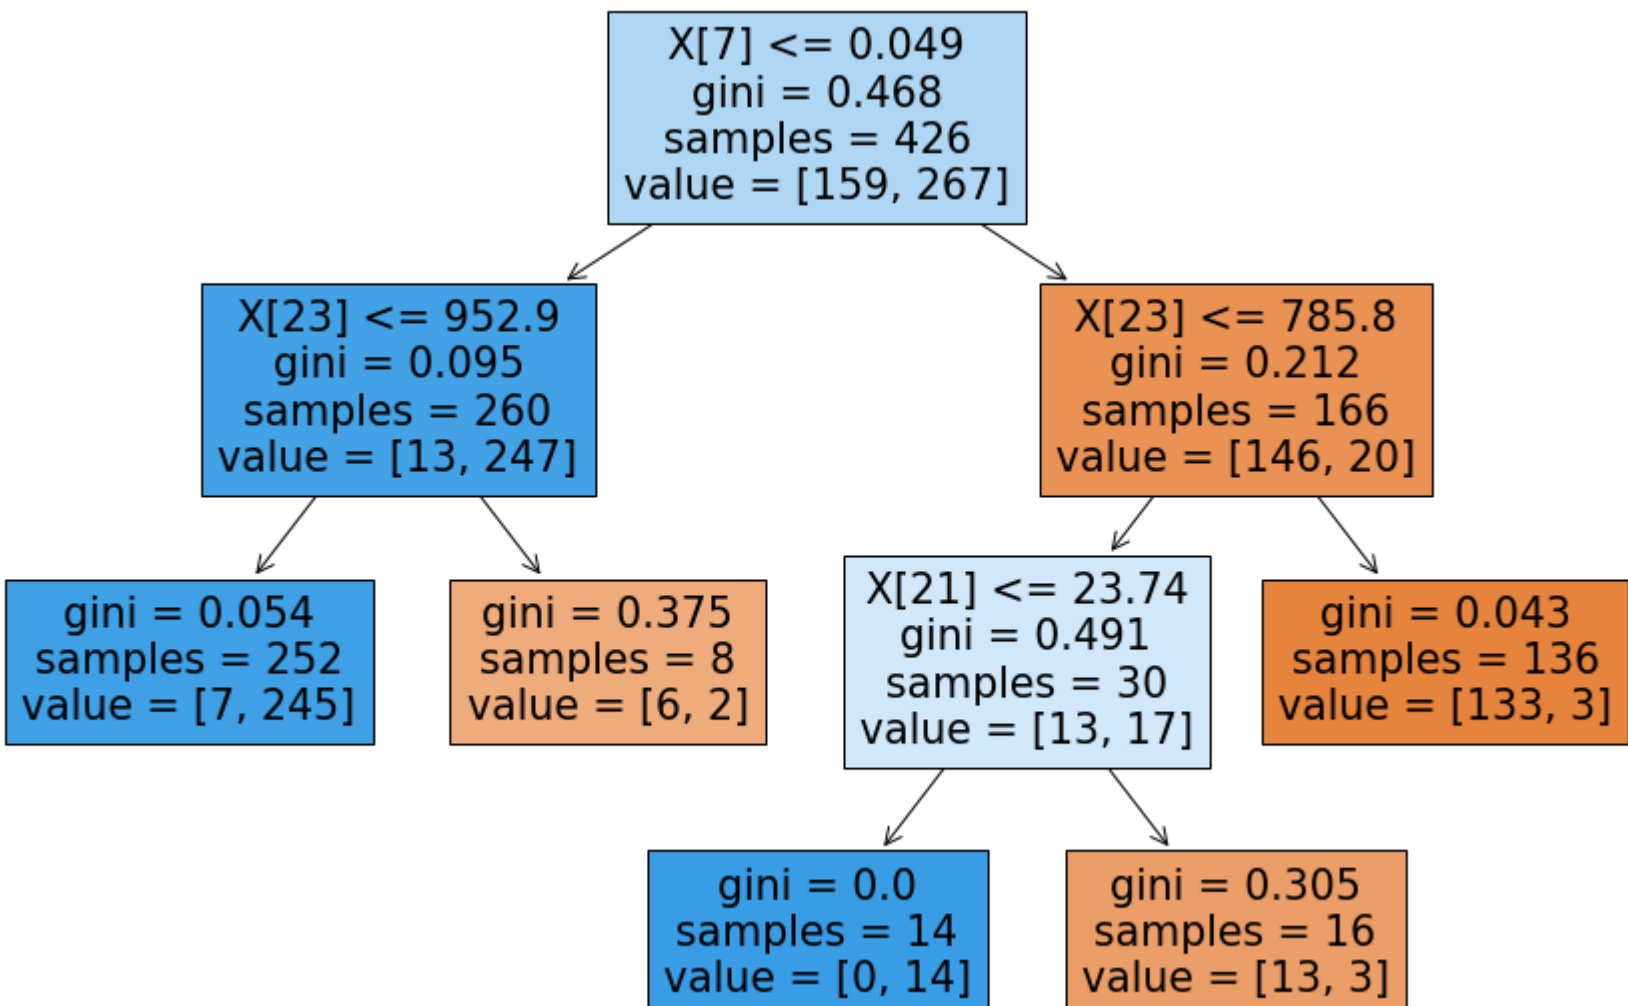 X[7] <= 0.049
gini = 0.468
samples = 426
value = [159, 267]
X[23] <= 952.9
gini = 0.095
samples = 260
value = [13, 247]
X[23] <= 785.8
gini = 0.212
samples = 166
value = [146, 20]
gini = 0.054
samples = 252
value = [7, 245]
gini = 0.375
samples = 8
value = [6, 2]
X[21] <= 23.74
gini = 0.491
samples = 30
value = [13, 17]
gini = 0.043
samples = 136
value = [133, 3]
gini = 0.0
samples = 14
value = [0, 14]
gini = 0.305
samples = 16
value = [13, 3]